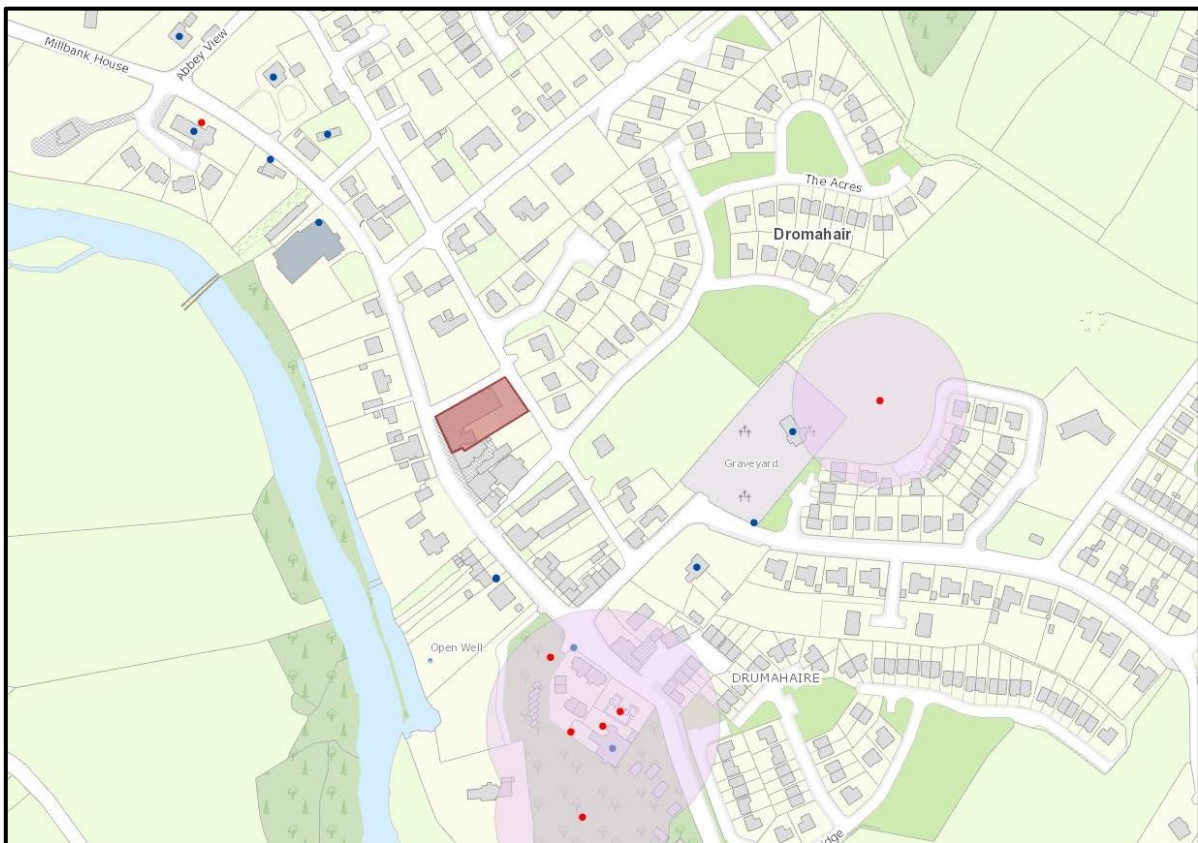 Millbank House
Abbey View
The Acres
Dromahair
Graveyard
Open Well
DRUMAHAIRE